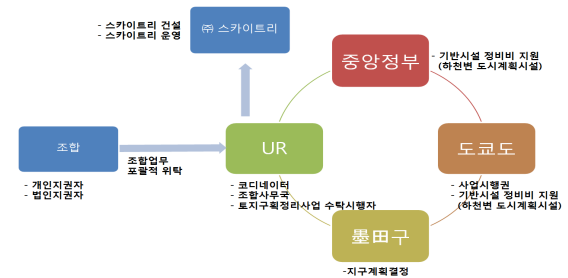 ㈜ 스카이트리
- 스카이트리 건설
- 스카이트리 운영
중앙정부
- 기반시설 정비비 지원
(하천변 도시계획시설)
조합
- 개인지권자
- 법인지권자
조합업무
포괄적 위탁
UR
- 코디네이터
- 조합사무국
- 토지구획정리사업 수탁시행자
도쿄도
- 사업시행권
- 기반시설 정비비 지원
(하천변 도시계획시설)
墨田구
-지구계획결정